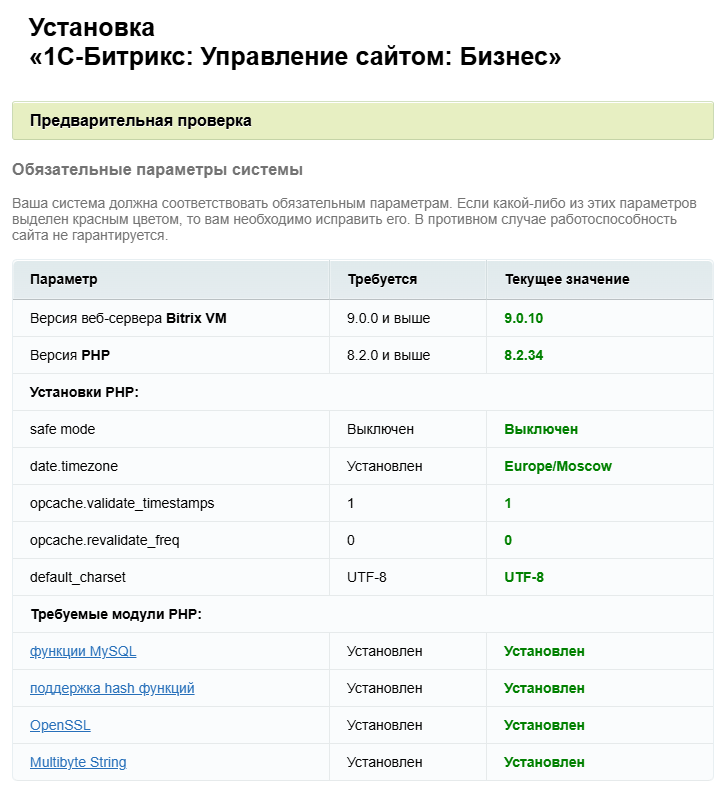 Установка
«1С-Битрикс: Управление сайтом: Бизнес»
Предварительная проверка
Обязательные параметры системы
Ваша система должна соответствовать обязательным параметрам. Если какой-либо из этих параметров
выделен красным цветом, то вам необходимо исправить его. В противном случае работоспособность
сайта не гарантируется.
Параметр Требуется Текущее значение
Версия веб-сервера Bitrix VM 9.0.0 и выше 9.0.10
Версия PHP 8.2.0 и выше 8.2.34
Установки PHP:
safe mode Выключен Выключен
date.timezone Установлен Europe/Moscow
opcache.validate_timestamps 1 1
opcache.revalidate_freq 0 0
default_charset UTF-8 UTF-8
Требуемые модули PHP:
функции MySQL Установлен Установлен
поддержка hash функций Установлен Установлен
OpenSSL Установлен Установлен
Multibyte String Установлен Установлен